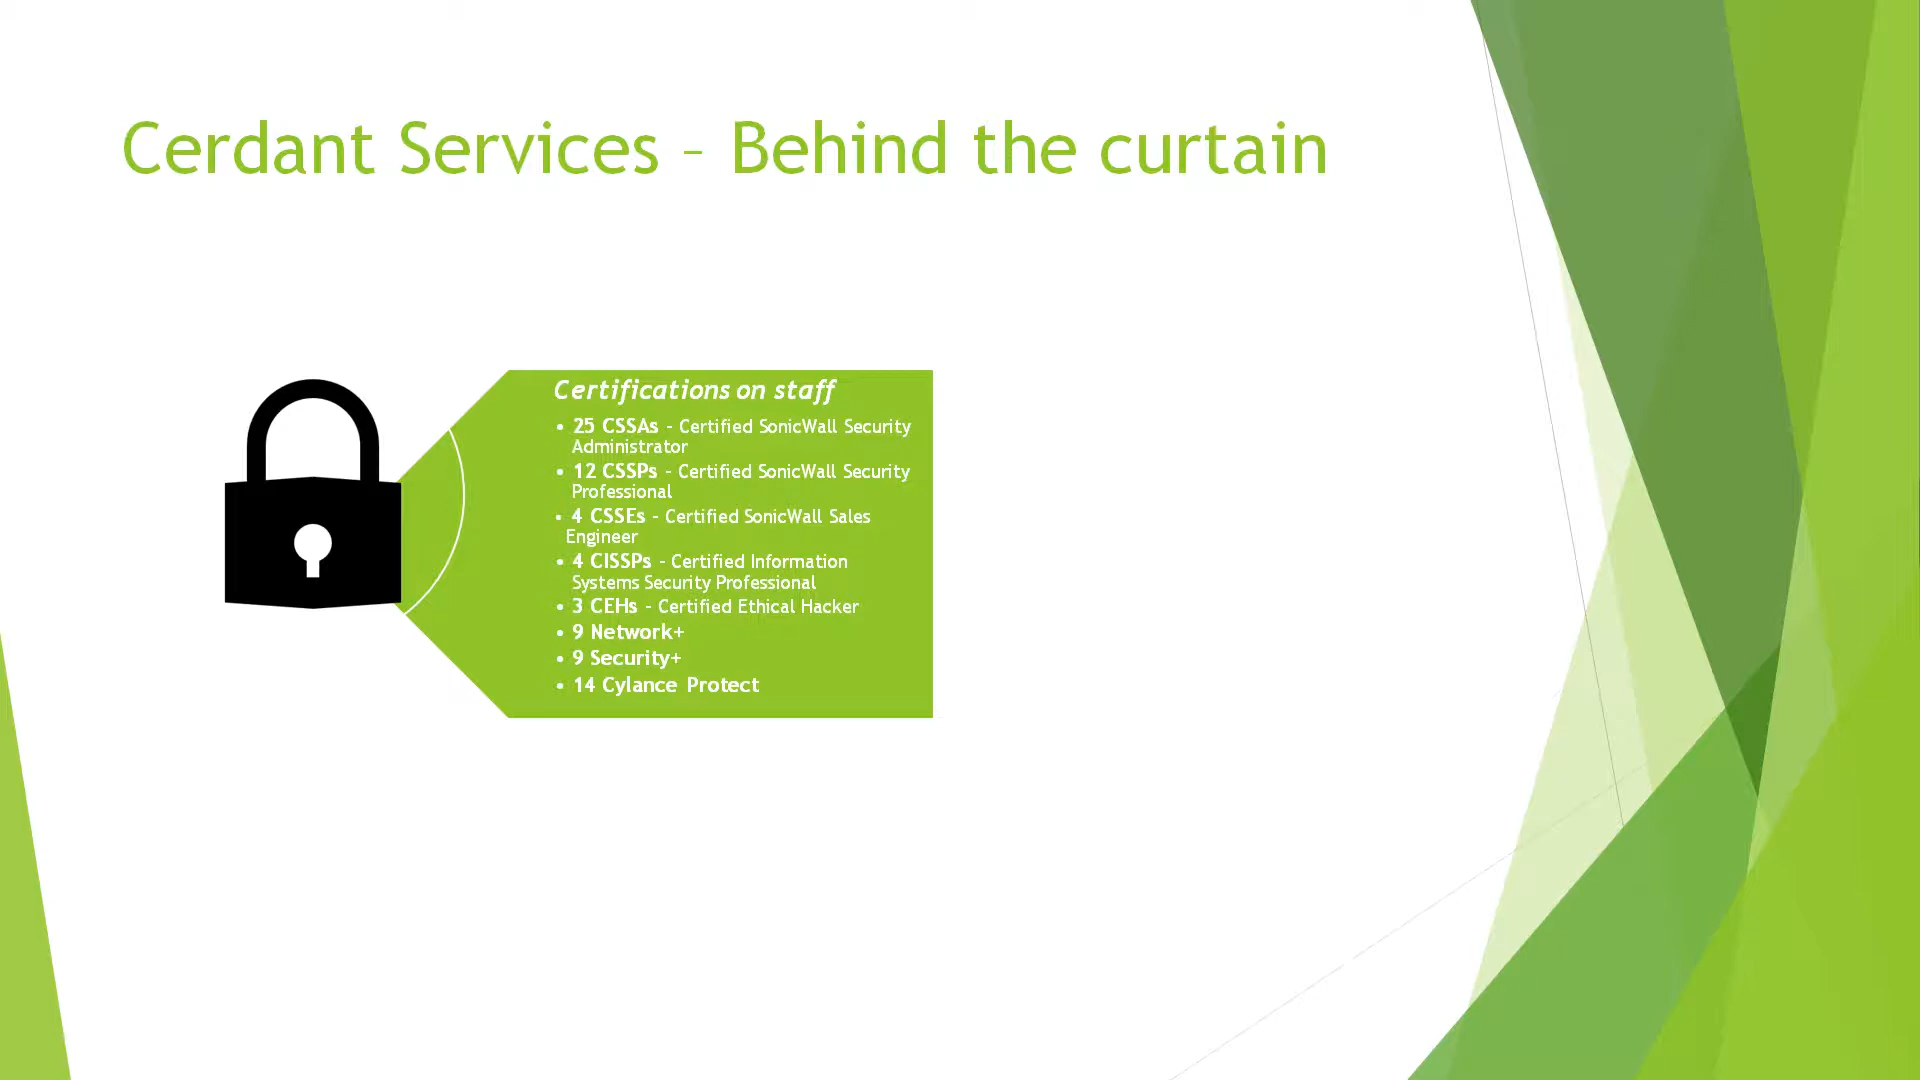 Cerdant Services – Behind the curtain
Certifications on staff
• 25 CSSAs – Certified SonicWall Security
Administrator
• 12 CSSPs – Certified SonicWall Security
Professional
• 4 CSSEs – Certified SonicWall Sales
Engineer
• 4 CISSPs – Certified Information
Systems Security Professional
• 3 CEHs – Certified Ethical Hacker
• 9 Network+
• 9 Security+
• 14 Cylance Protect